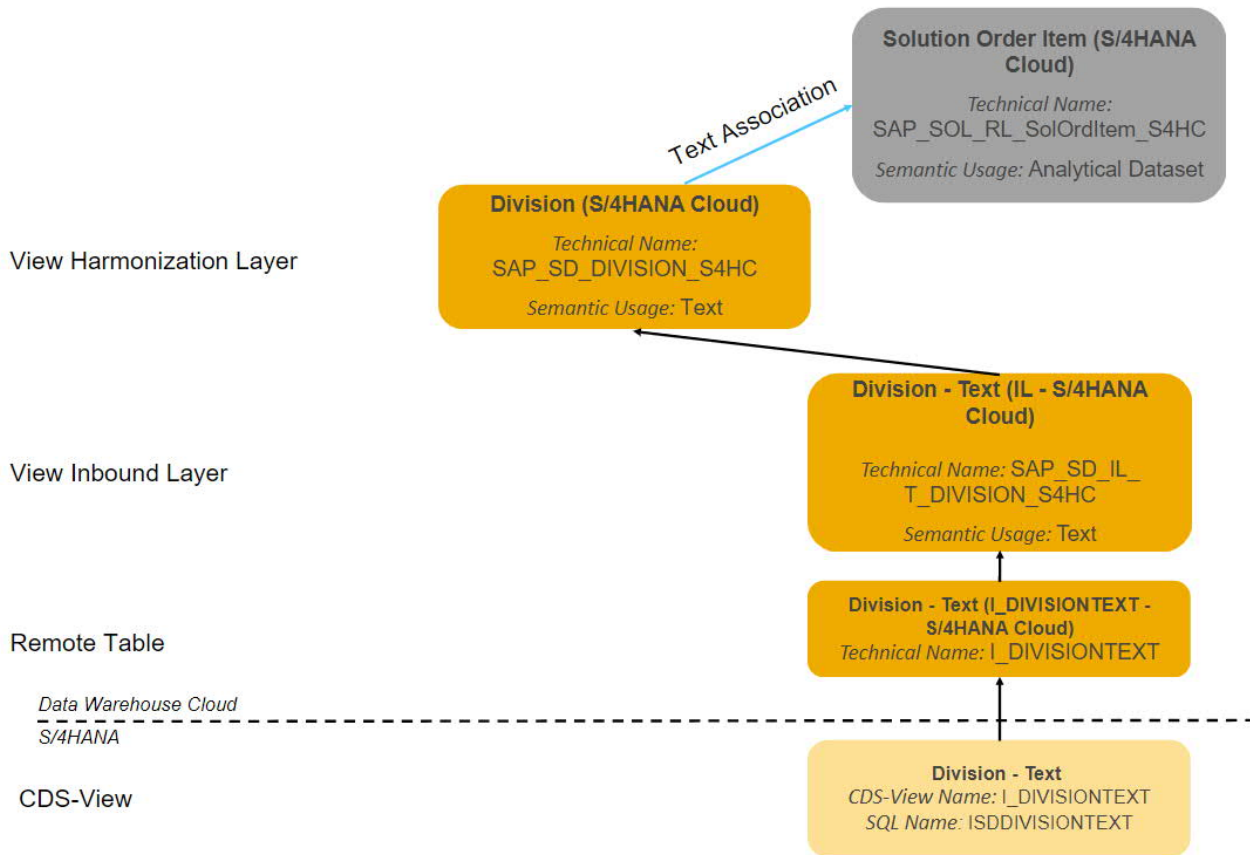 Solution Order Item (S/4HANA
Cloud)
Technical Name:
SAP_SOL_RL_SolOrdItem_S4HC
Semantic Usage: Analytical Dataset
Text Association
Division (S/4HANA Cloud)
Technical Name:
SAP_SD_DIVISION_S4HC
Semantic Usage: Text
View Harmonization Layer
Division - Text (IL - S/4HANA
Cloud)
Technical Name: SAP_SD_IL_
T_DIVISION_S4HC
Semantic Usage: Text
View Inbound Layer
Division - Text (I_DIVISIONTEXT -
S/4HANA Cloud)
Technical Name: I_DIVISIONTEXT
Remote Table
Data Warehouse Cloud
S/4HANA
Division - Text
CDS-View Name: I_DIVISIONTEXT
SQL Name: ISDDIVISIONTEXT
CDS-View